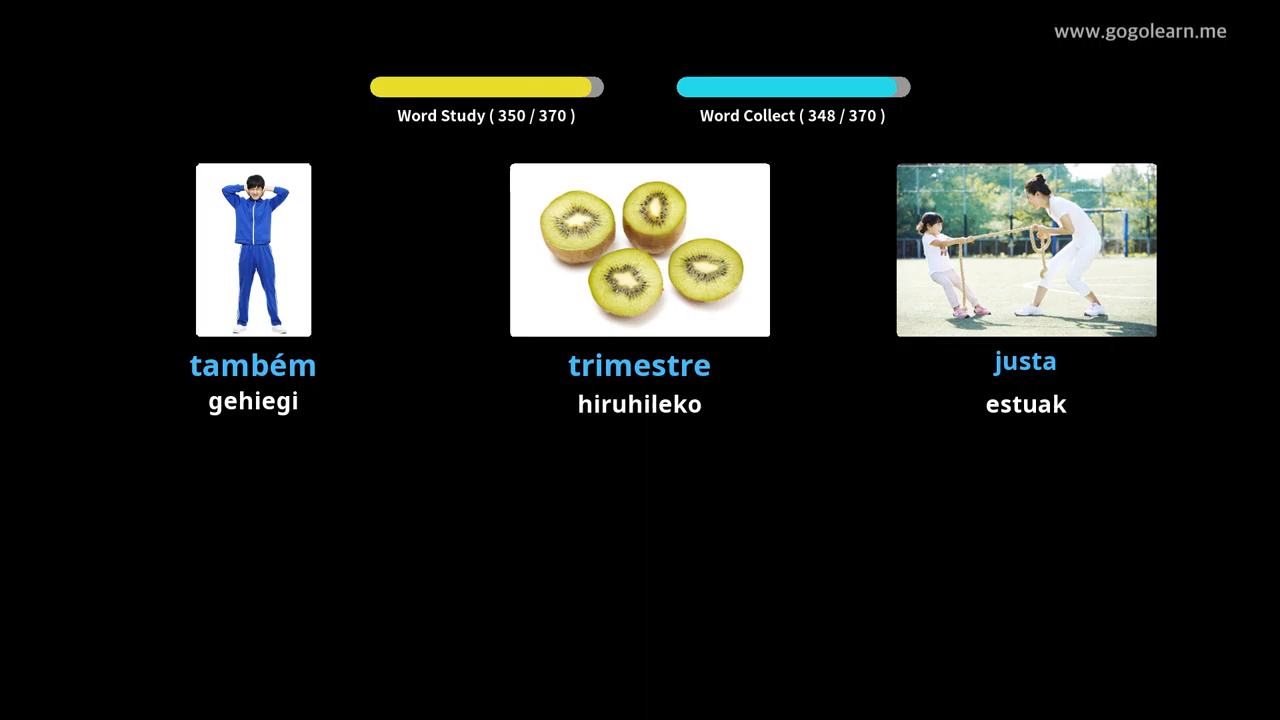 www.gogolearn.me
Word Study ( 350 / 370 )
Word Collect ( 348 / 370 )
também
gehiegi
trimestre
hiruhileko
justa
estuak